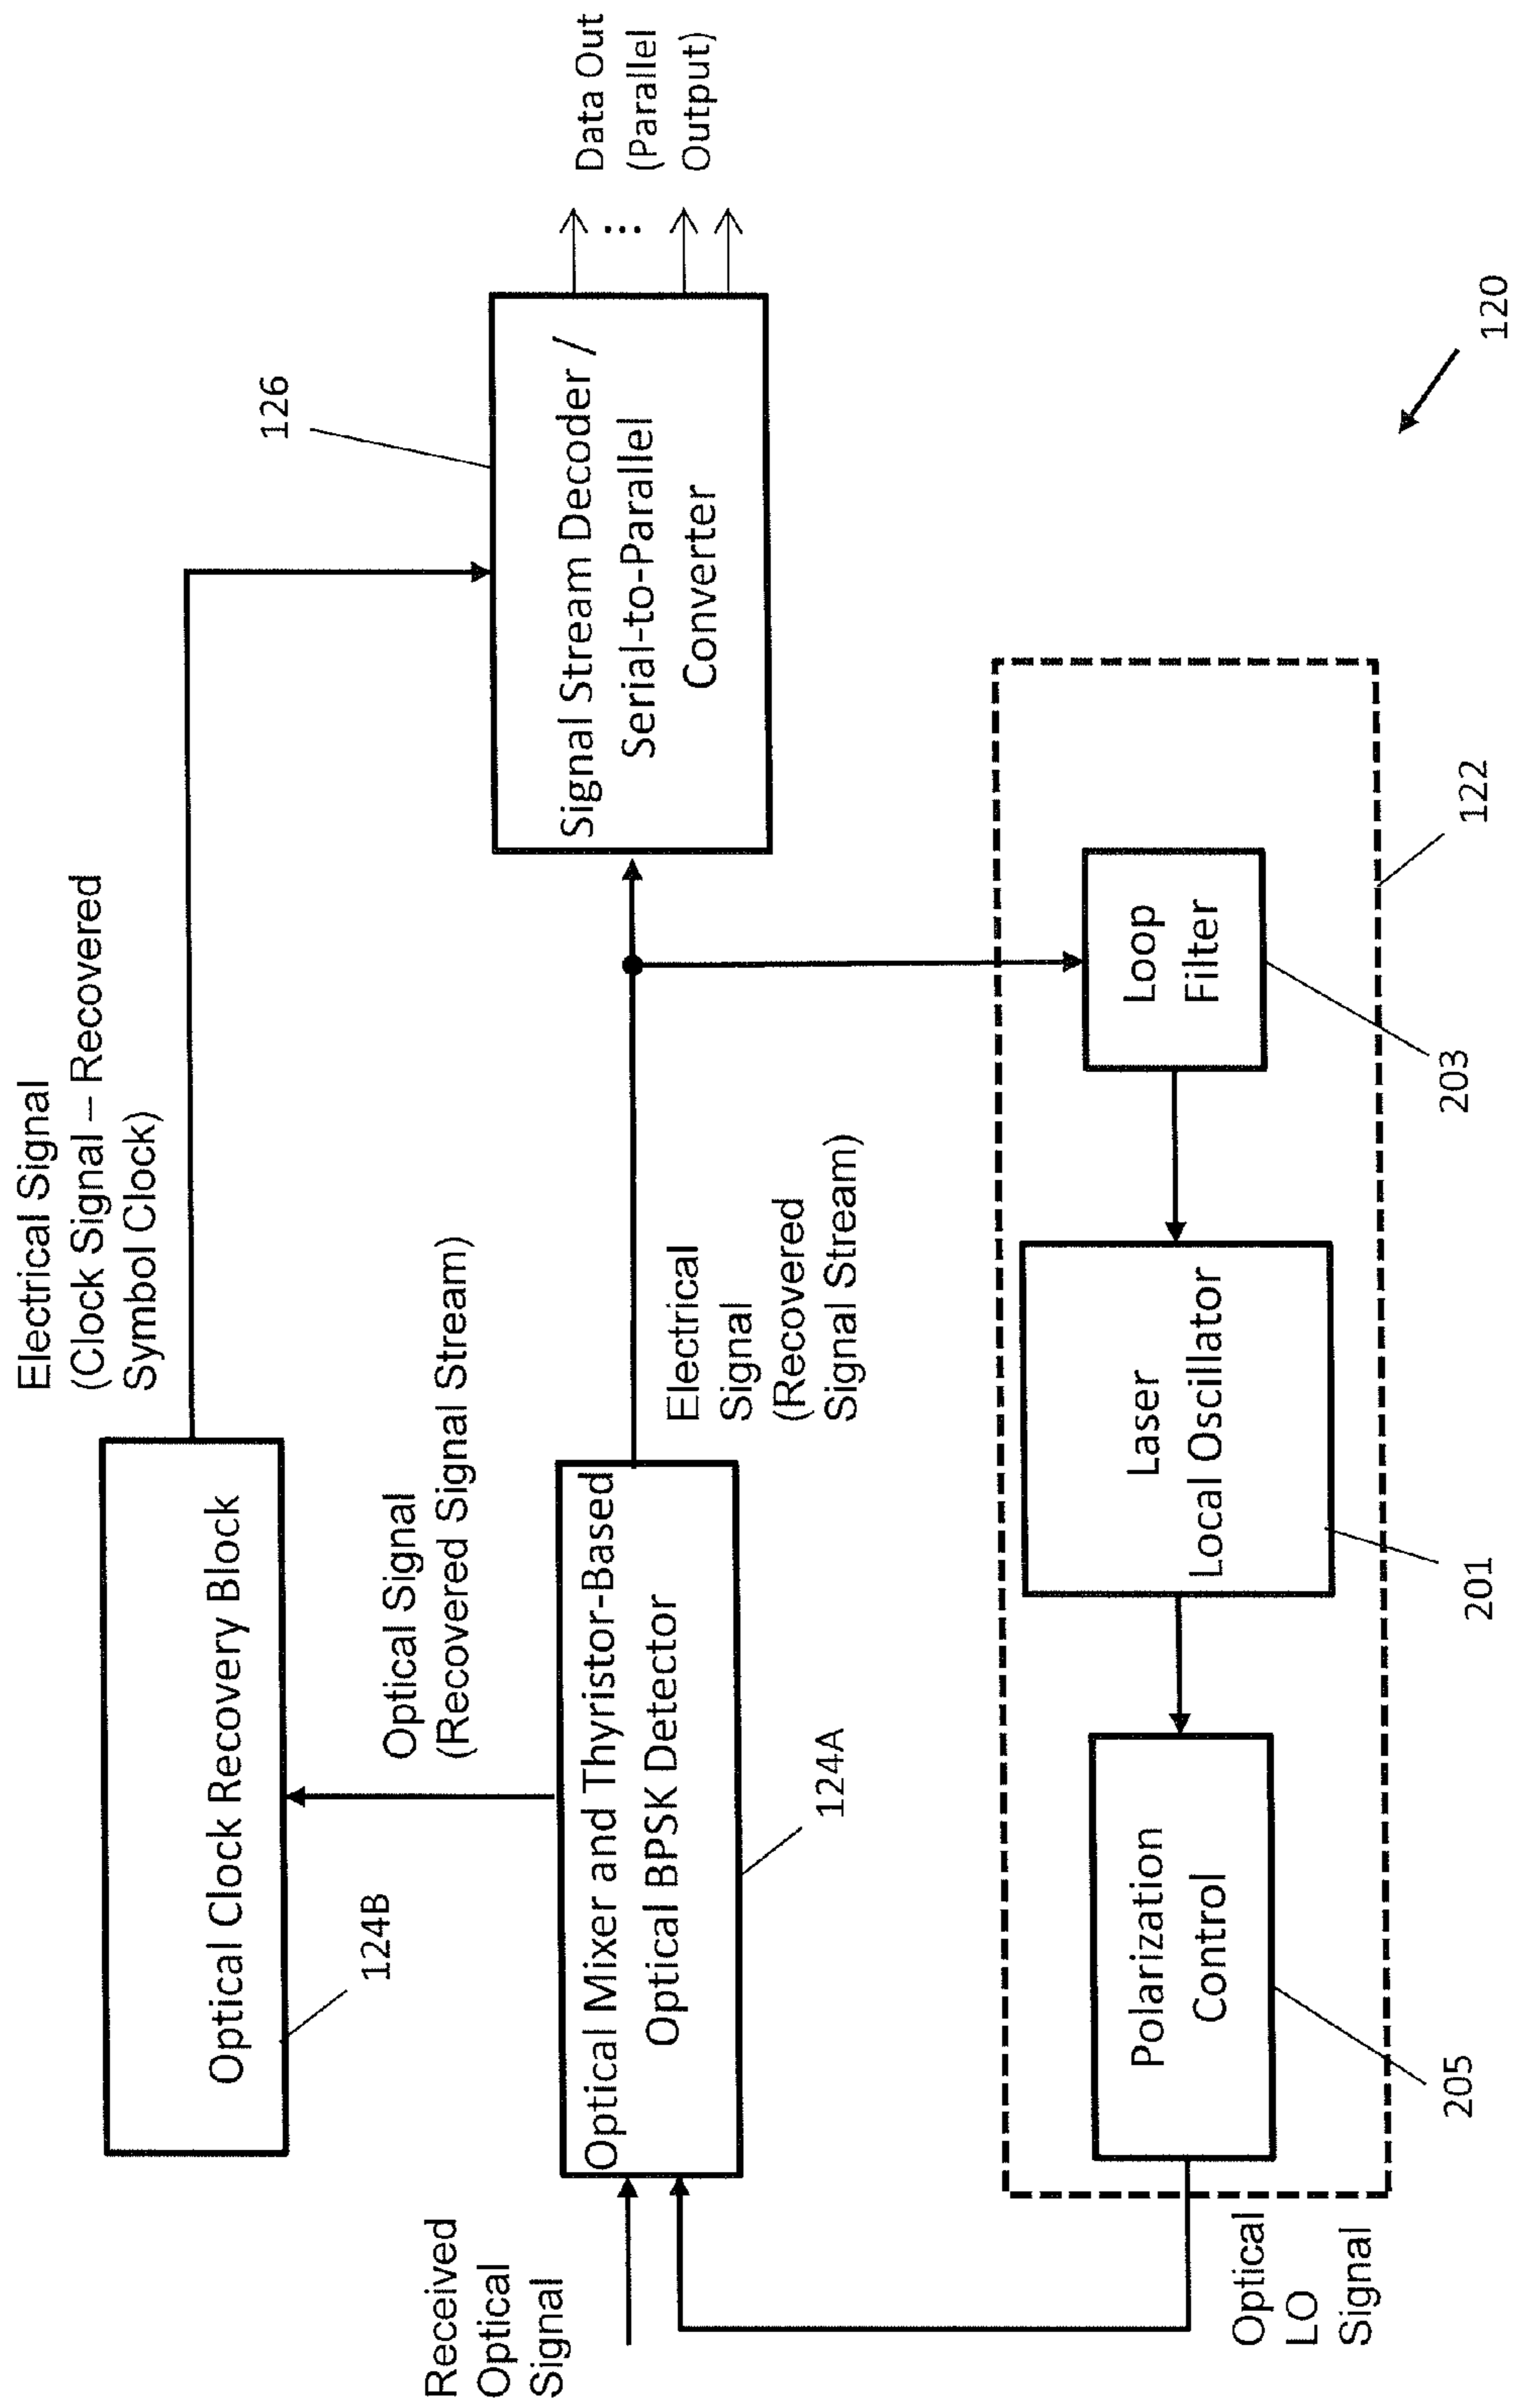 Electrical Signal
(Clock Signal – Recovered
Symbol Clock)
Optical Clock Recovery Block
124B
126
Optical Signal
(Recovered Signal Stream)
Data Out
(Parallel
Output)
...
Signal Stream Decoder /
Serial-to-Parallel
Converter
Received
Optical
Signal
Optical Mixer and Thyristor-Based
Optical BPSK Detector
124A
Electrical
Signal
(Recovered
Signal Stream)
Optical
LO
Signal
Polarization
Control
205
Laser
Local Oscillator
201
Loop
Filter
203
122
120